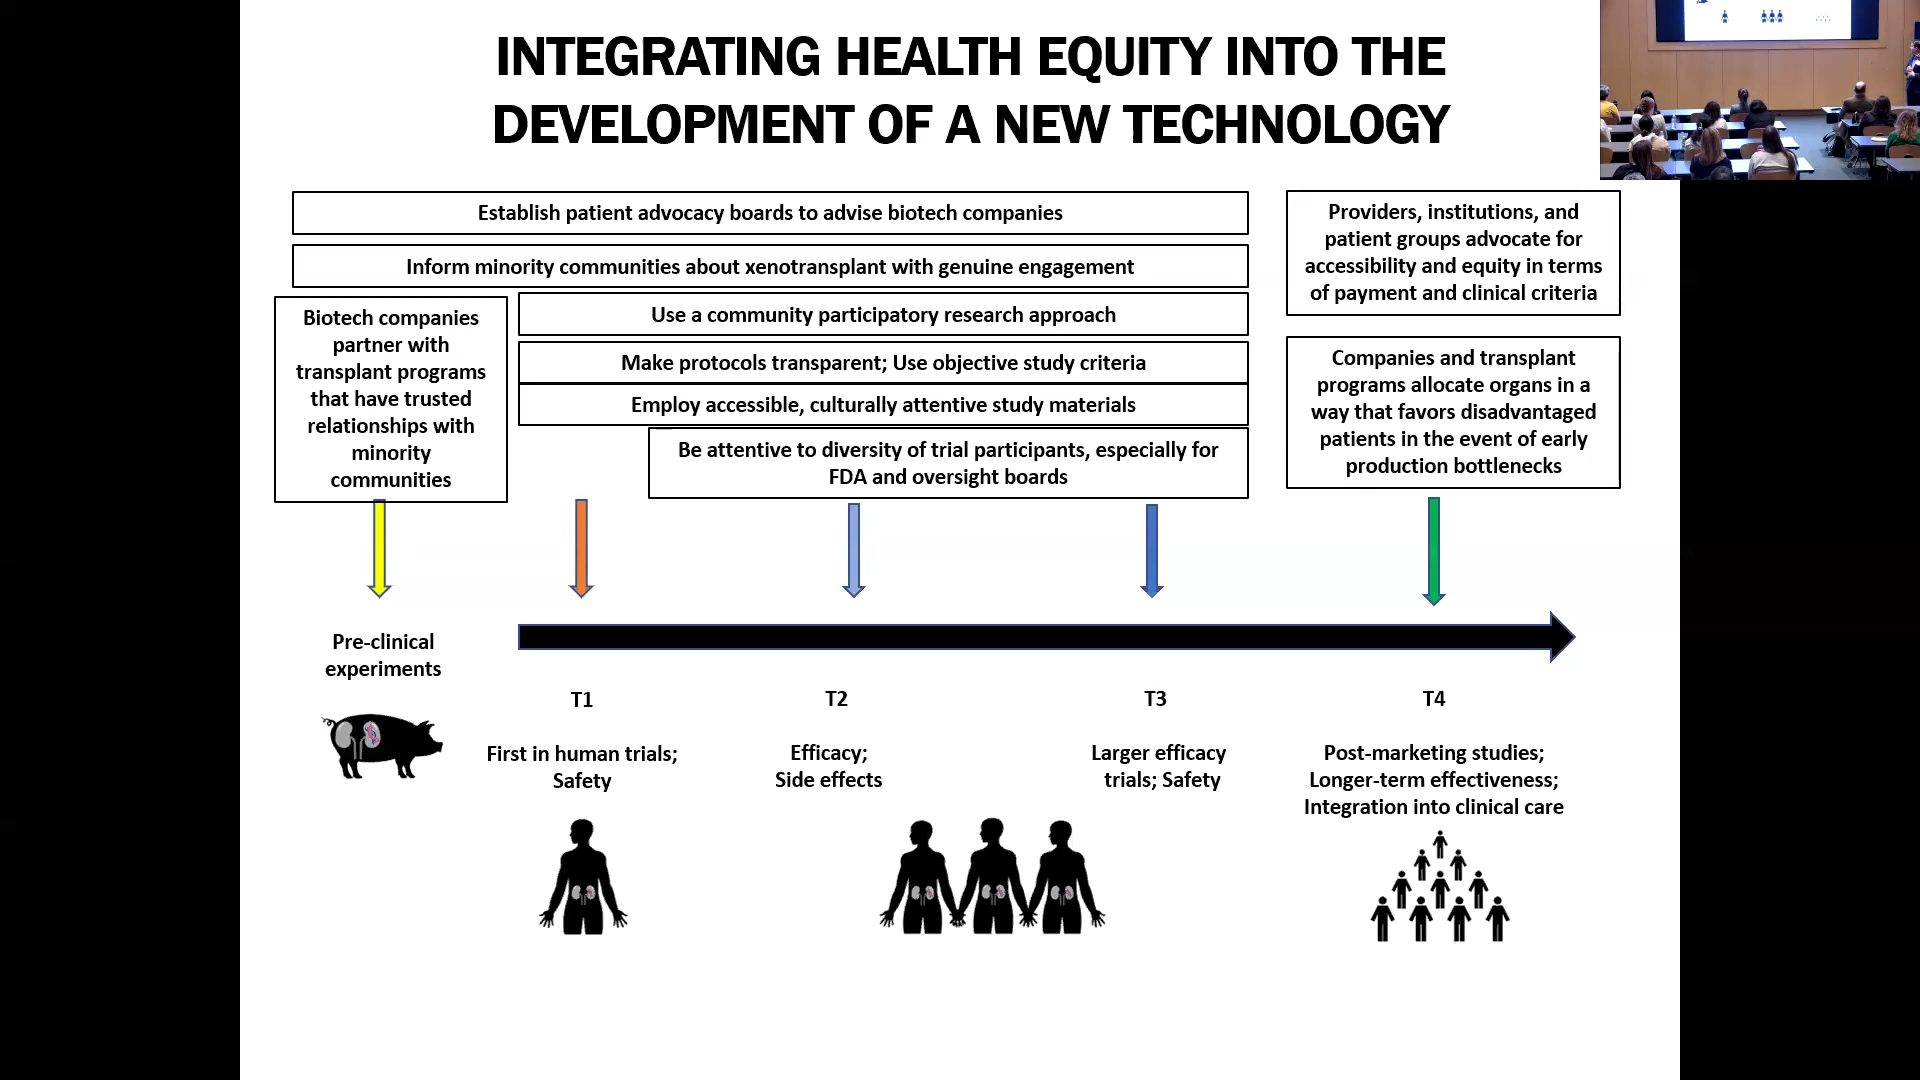 INTEGRATING HEALTH EQUITY INTO THE
DEVELOPMENT OF A NEW TECHNOLOGY
Establish patient advocacy boards to advise biotech companies
Inform minority communities about xenotransplant with genuine engagement
Biotech companies
partner with
transplant programs
that have trusted
relationships with
minority
communities
Use a community participatory research approach
Make protocols transparent; Use objective study criteria
Employ accessible, culturally attentive study materials
Be attentive to diversity of trial participants, especially for
FDA and oversight boards
Providers, institutions, and
patient groups advocate for
accessibility and equity in terms
of payment and clinical criteria
Companies and transplant
programs allocate organs in a
way that favors disadvantaged
patients in the event of early
production bottlenecks
Pre-clinical
experiments
T1
First in human trials;
Safety
T2
Efficacy;
Side effects
T3
Larger efficacy
trials; Safety
T4
Post-marketing studies;
Longer-term effectiveness;
Integration into clinical care